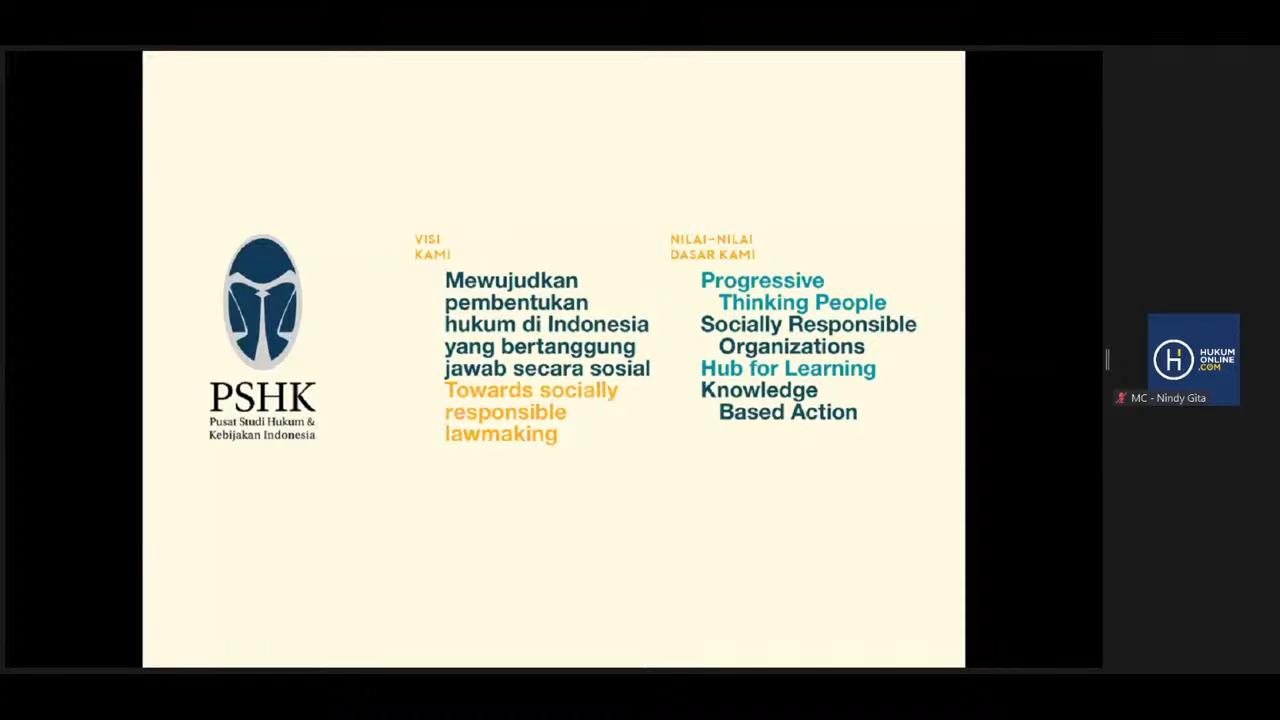 PSHK
Pusat Studi Hukum &
Kebijakan Indonesia
VISI
KAMI
Mewujudkan
pembentukan
hukum di Indonesia
yang bertanggung
jawab secara sosial
Towards socially
responsible
lawmaking
NILAI-NILAI
DASAR KAMI
Progressive
Thinking People
Socially Responsible
Organizations
Hub for Learning
Knowledge
Based Action
H
HUKUM
ONLINE
.COM
MC - Nindy Gita